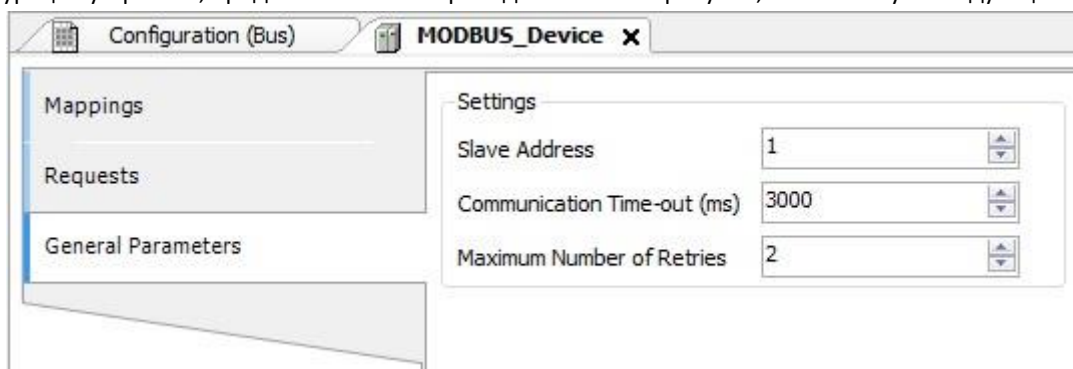 Configuration (Bus)
MODBUS_Device
Mappings
Requests
General Parameters
Settings
Slave Address
1
Communication Time-out (ms)
3000
Maximum Number of Retries
2